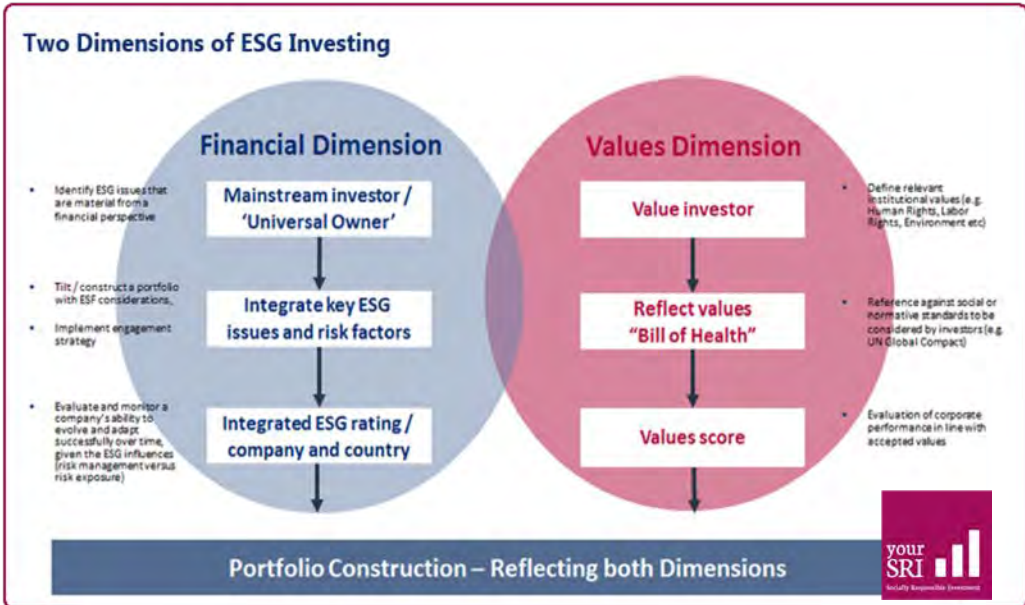 Two Dimensions of ESG Investing
Financial Dimension
Mainstream investor /
‘Universal Owner’
Integrate key ESG
issues and risk factors
Integrated ESG rating /
company and country
▪ Identify ESG issues that
are material from a
financial perspective
▪ Tilt / construct a portfolio
with ESF considerations,
▪ Implement engagement
strategy
▪ Evaluate and monitor a
company's ability to
evolve and adapt
successfully over time,
given the ESG influences
(risk management versus
risk exposure)
Values Dimension
Value investor
Reflect values
“Bill of Health”
Values score
▪ Define relevant
institutional values (e.g.
Human Rights, Labor
Rights, Environment etc)
▪ Reference against social or
normative standards to be
considered by investors (e.g.
UN Global Compact)
▪ Evaluation of corporate
performance in line with
accepted values
Portfolio Construction – Reflecting both Dimensions
your
SRI
Socially Responsible Investment